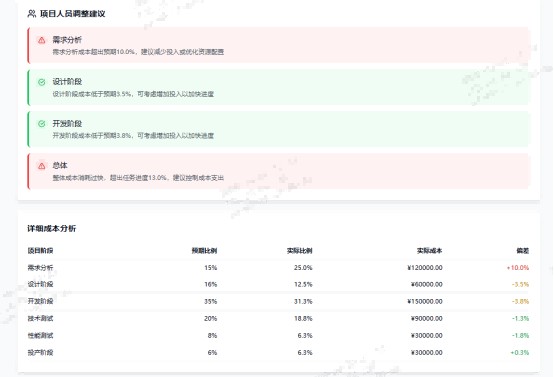 项目人员调整建议
需求分析
需求分析成本超出预期10.0%，建议减少投入或优化资源配置
设计阶段
设计阶段成本低于预期3.5%，可考虑增加投入以加快进度
开发阶段
开发阶段成本低于预期3.8%，可考虑增加投入以加快进度
总体
整体成本消耗过快，超出任务进度13.0%，建议控制成本支出
详细成本分析
项目阶段 预期比例 实际比例 实际成本 偏差
需求分析 15% 25.0% ¥120000.00 +10.0%
设计阶段 16% 12.5% ¥60000.00 -3.5%
开发阶段 35% 31.3% ¥150000.00 -3.8%
技术测试 20% 18.8% ¥90000.00 -1.3%
性能测试 8% 6.3% ¥30000.00 -1.8%
投产阶段 6% 6.3% ¥30000.00 +0.3%